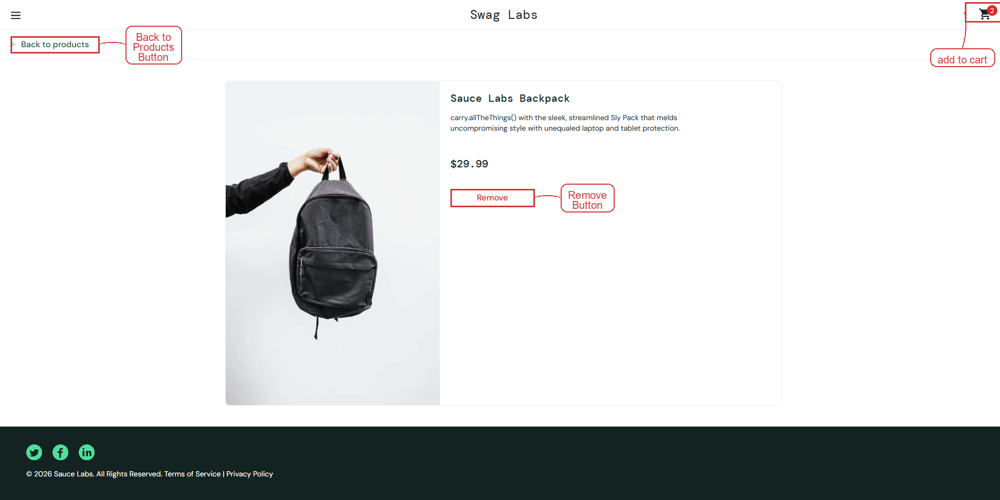 Swag Labs
2
← Back to products
Back to
Products
Button
add to cart
Sauce Labs Backpack
carry.allTheThings() with the sleek, streamlined Sly Pack that melds
uncompromising style with unequaled laptop and tablet protection.
$29.99
Remove
Remove
Button
© 2026 Sauce Labs. All Rights Reserved. Terms of Service | Privacy Policy